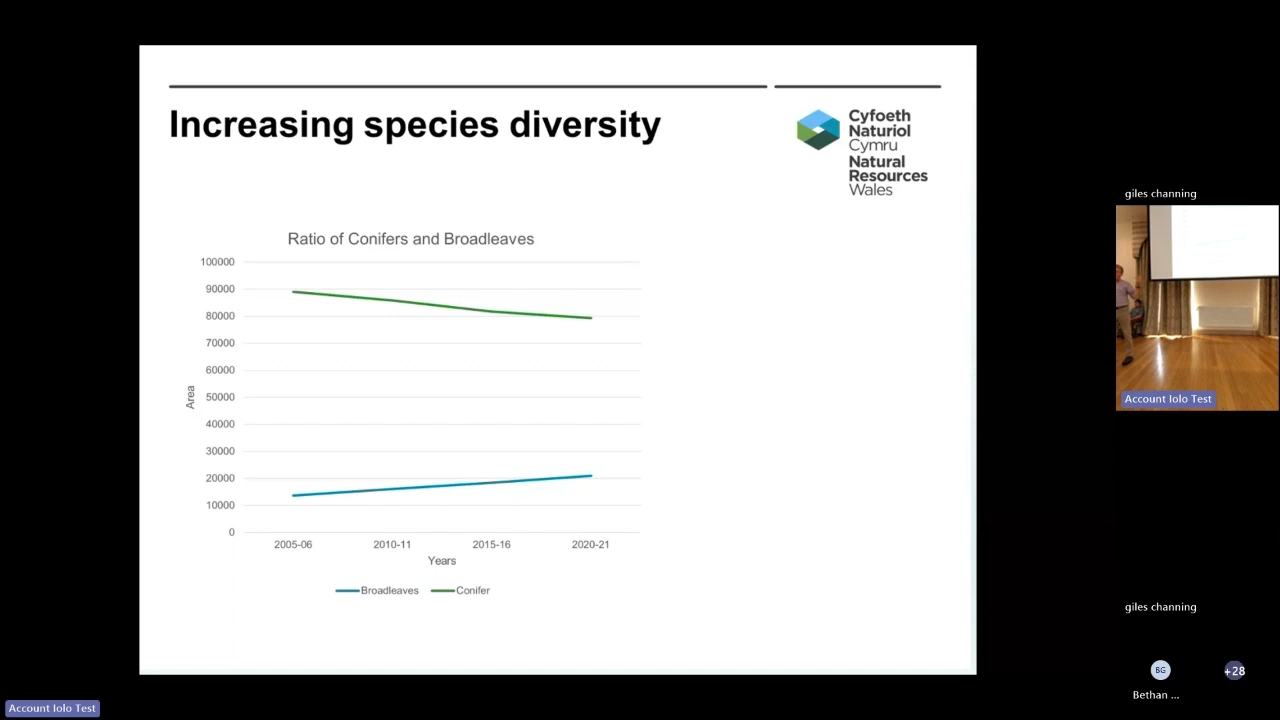 Increasing species diversity
Cyfoeth
Naturiol
Cymru
Natural
Resources
Wales
Ratio of Conifers and Broadleaves
100000
90000
80000
70000
60000
50000
40000
30000
20000
10000
0
Area
2005-06 2010-11 2015-16 2020-21
Years
Broadleaves Conifer
giles channing
Account Iolo Test
giles channing
BG +28
Bethan ...
Account Iolo Test